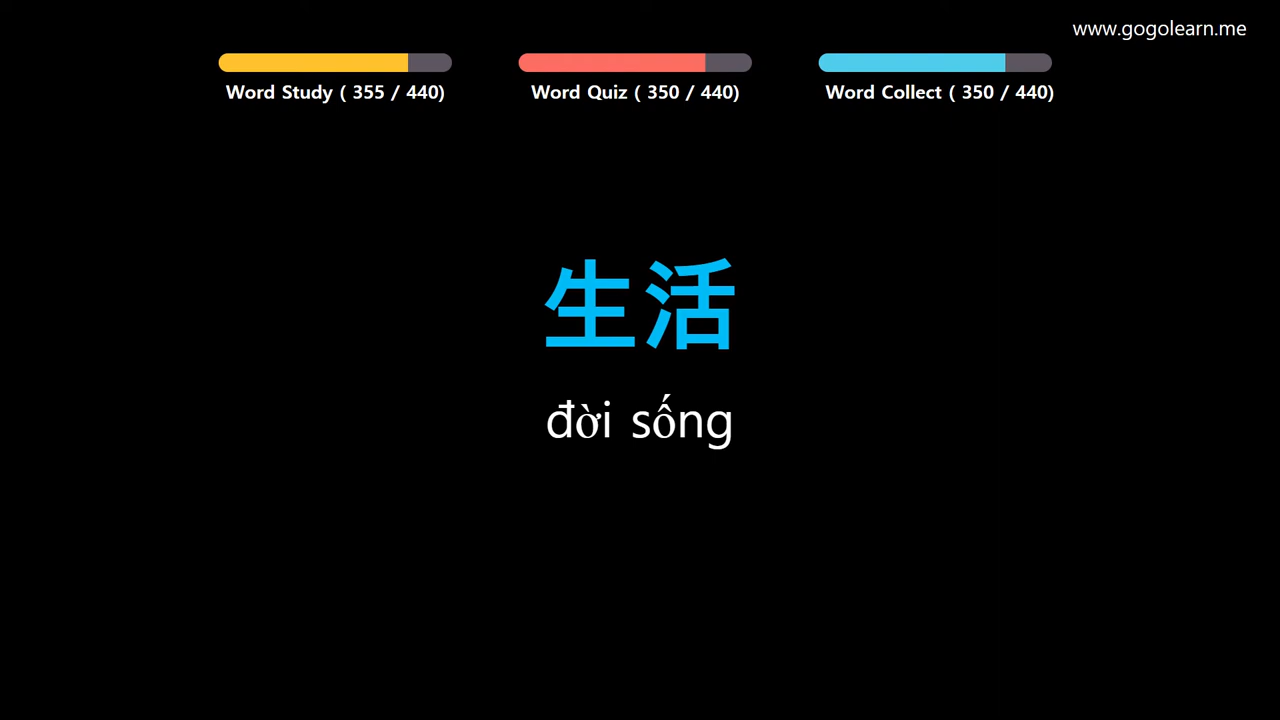 www.gogolearn.me
Word Study ( 355 / 440)
Word Quiz ( 350 / 440)
Word Collect ( 350 / 440)
生活
đời sống